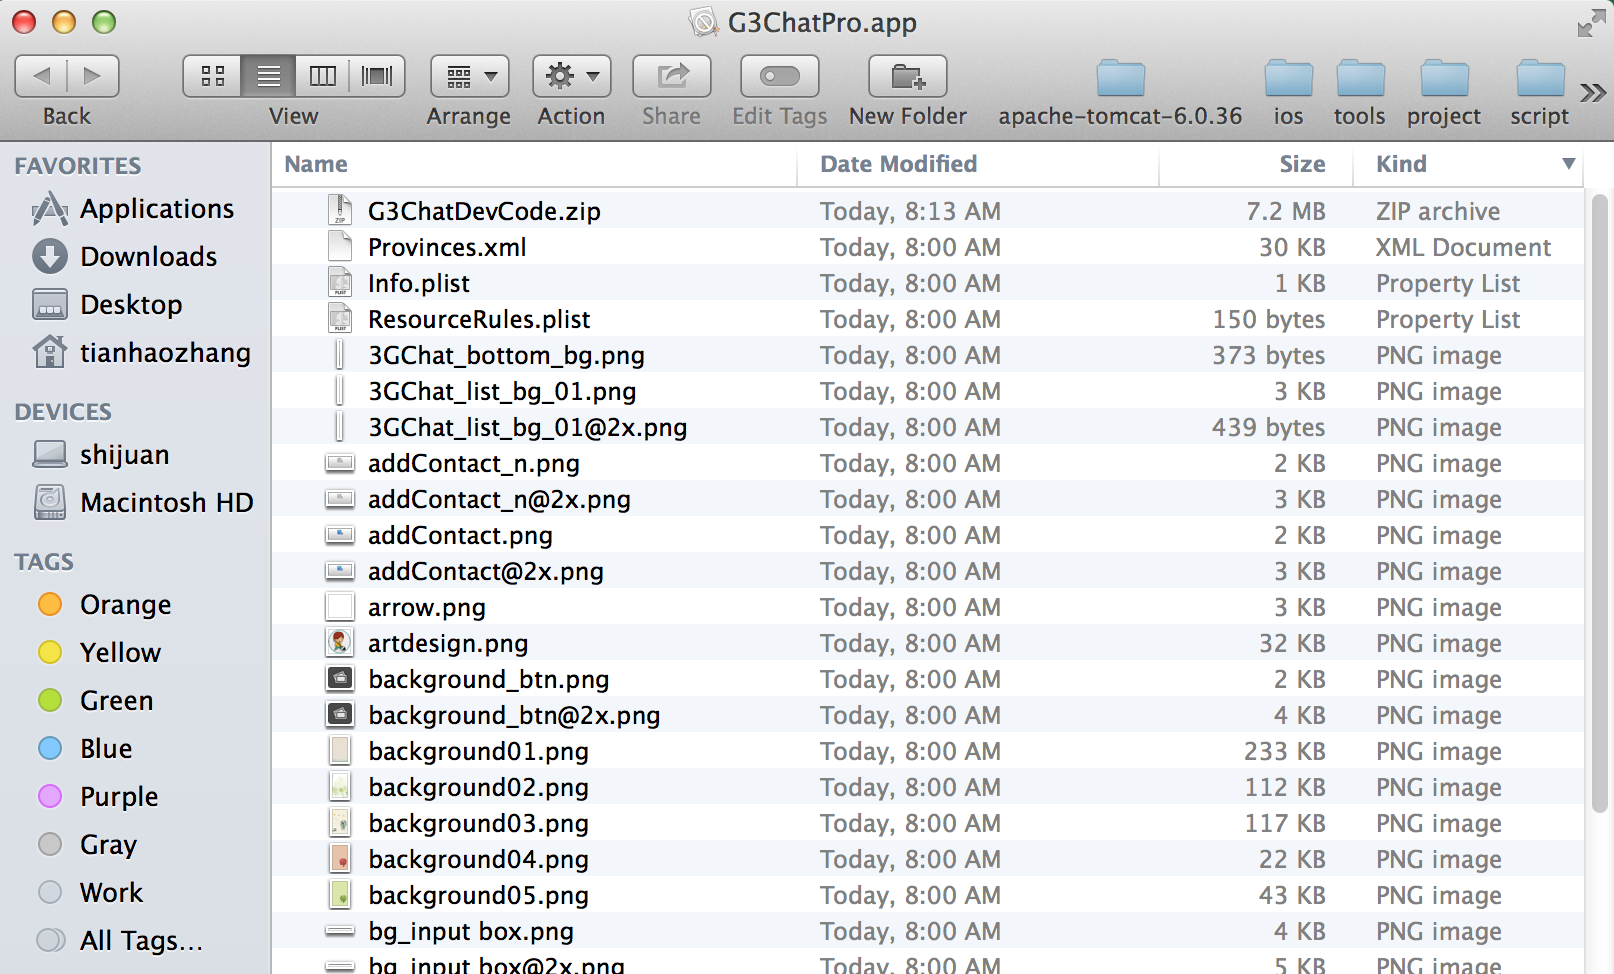 G3ChatPro.app
Back
View
Arrange
Action
Share
Edit Tags
New Folder
apache-tomcat-6.0.36
ios
tools
project
script
FAVORITES
Applications
Downloads
Desktop
tianhaozhang
DEVICES
shijuan
Macintosh HD
TAGS
Orange
Yellow
Green
Blue
Purple
Gray
Work
All Tags...
Name Date Modified Size Kind
G3ChatDevCode.zip Today, 8:13 AM 7.2 MB ZIP archive
Provinces.xml Today, 8:00 AM 30 KB XML Document
Info.plist Today, 8:00 AM 1 KB Property List
ResourceRules.plist Today, 8:00 AM 150 bytes Property List
3GChat_bottom_bg.png Today, 8:00 AM 373 bytes PNG image
3GChat_list_bg_01.png Today, 8:00 AM 3 KB PNG image
3GChat_list_bg_01@2x.png Today, 8:00 AM 439 bytes PNG image
addContact_n.png Today, 8:00 AM 2 KB PNG image
addContact_n@2x.png Today, 8:00 AM 3 KB PNG image
addContact.png Today, 8:00 AM 2 KB PNG image
addContact@2x.png Today, 8:00 AM 3 KB PNG image
arrow.png Today, 8:00 AM 3 KB PNG image
artdesign.png Today, 8:00 AM 32 KB PNG image
background_btn.png Today, 8:00 AM 2 KB PNG image
background_btn@2x.png Today, 8:00 AM 4 KB PNG image
background01.png Today, 8:00 AM 233 KB PNG image
background02.png Today, 8:00 AM 112 KB PNG image
background03.png Today, 8:00 AM 117 KB PNG image
background04.png Today, 8:00 AM 22 KB PNG image
background05.png Today, 8:00 AM 43 KB PNG image
bg_input box.png Today, 8:00 AM 4 KB PNG image
bg_input box@2x.png Today, 8:00 AM 5 KB PNG image